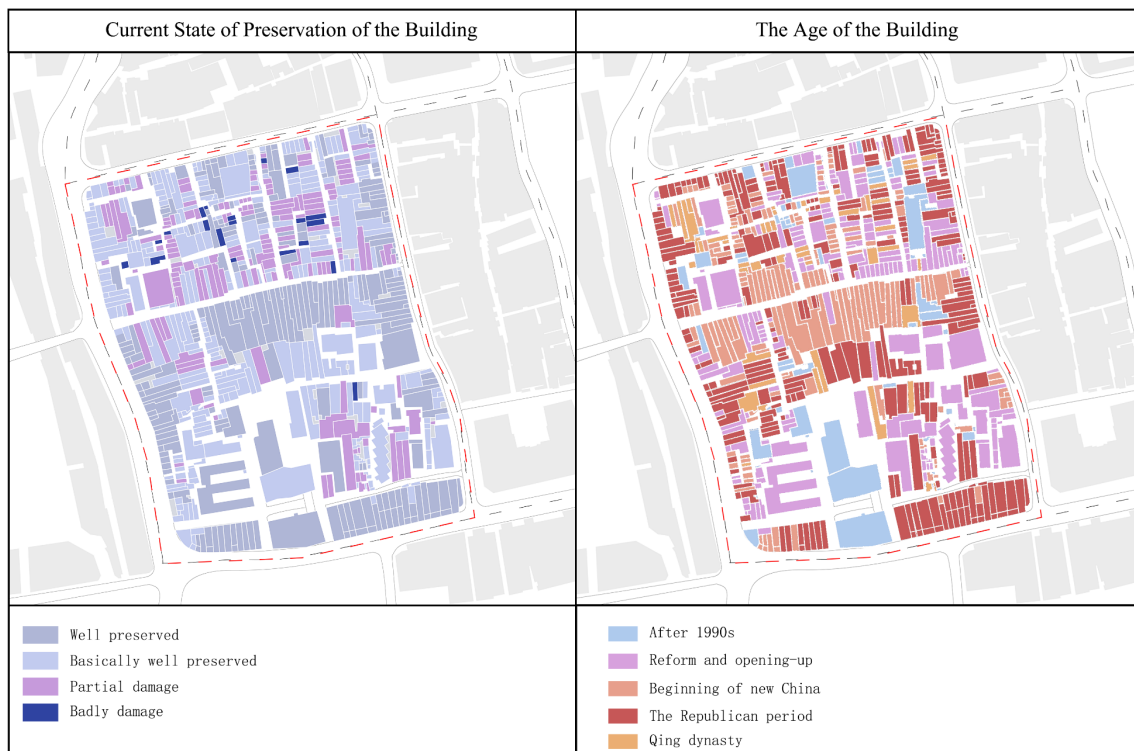 Current State of Preservation of the Building
The Age of the Building
Well preserved
Basically well preserved
Partial damage
Badly damage
After 1990s
Reform and opening-up
Beginning of new China
The Republican period
Qing dynasty